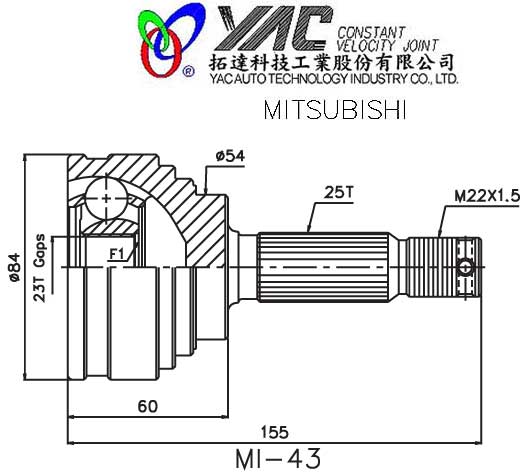 YAC CONSTANT
VELOCITY JOINT
拓達科技工業股份有限公司
® YAC AUTO TECHNOLOGY INDUSTRY CO., LTD.
MITSUBISHI
ø54
25T
M22X1.5
ø84
23T Gaps
F1
60
155
MI-43